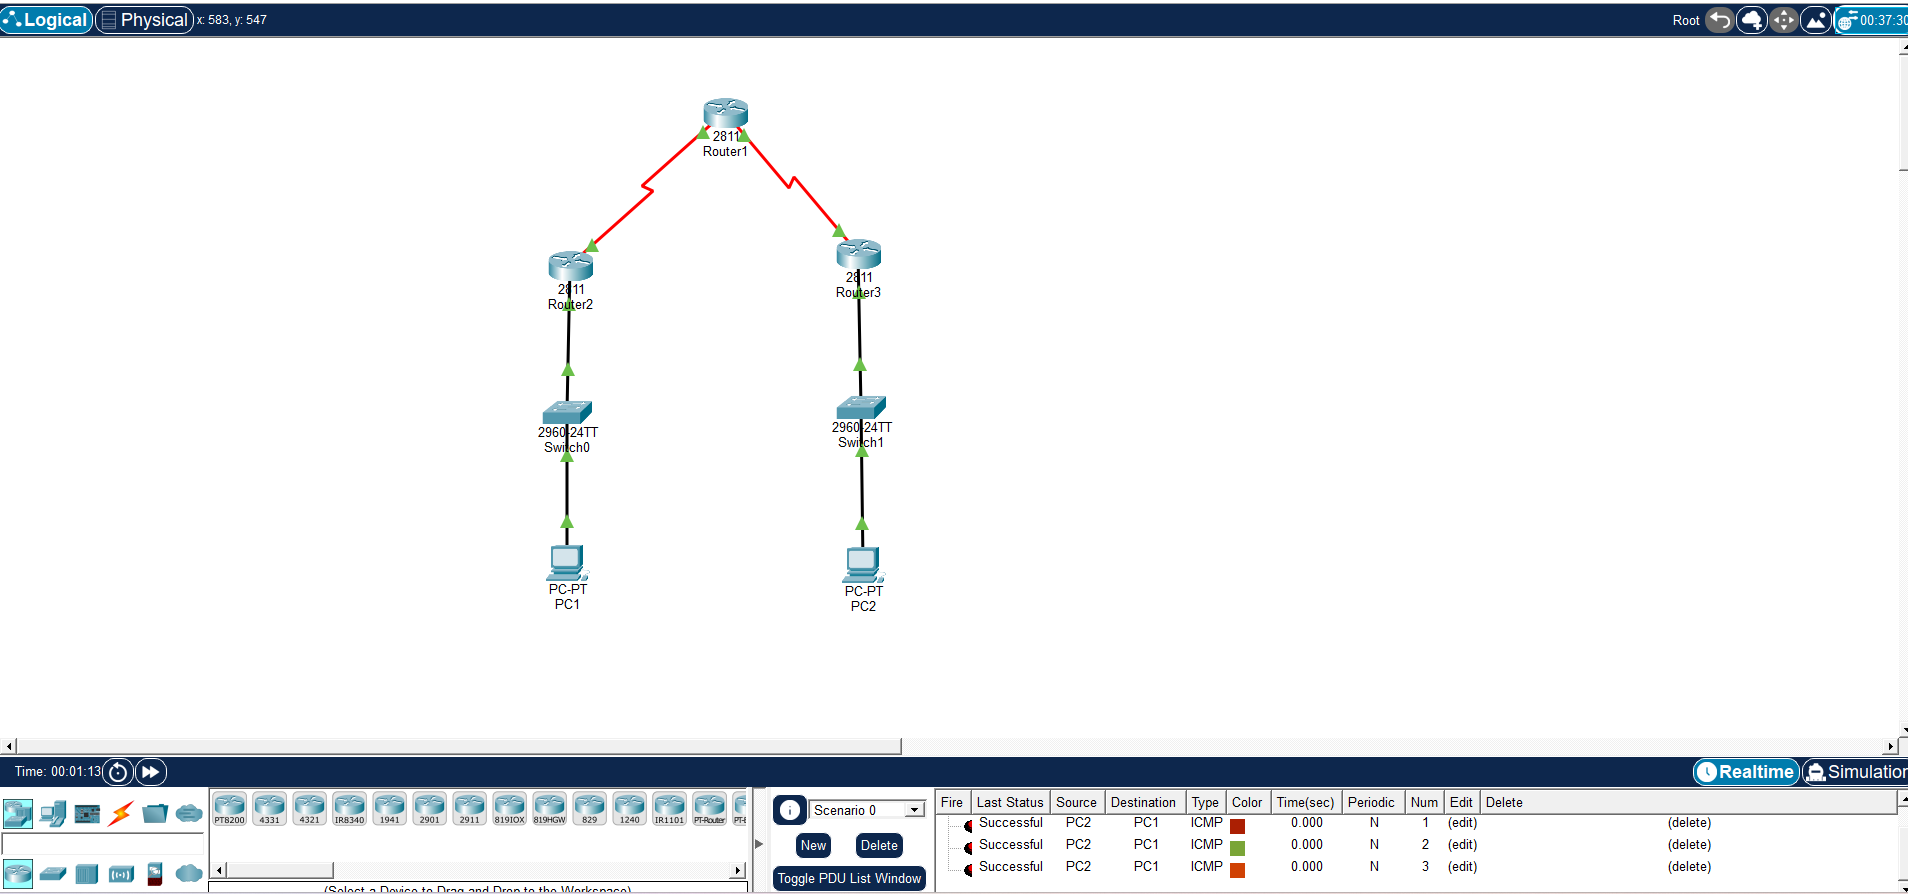 Logical Physical x: 583, y: 547 Root 00:37:30
2811
Router1
2811
Router2
2811
Router3
2960-24TT
Switch0
2960-24TT
Switch1
PC-PT
PC1
PC-PT
PC2
Time: 00:01:13 Realtime Simulation
PT8200 4331 4321 IR8340 1941 2901 2911 819IOX 819HGW 829 1240 IR1101 PT-Router
(Select a Device to Drag and Drop to the Workspace)
Scenario 0
New Delete
Toggle PDU List Window
Fire Last Status Source Destination Type Color Time(sec) Periodic Num Edit Delete
Successful PC2 PC1 ICMP 0.000 N 1 (edit) (delete)
Successful PC2 PC1 ICMP 0.000 N 2 (edit) (delete)
Successful PC2 PC1 ICMP 0.000 N 3 (edit) (delete)